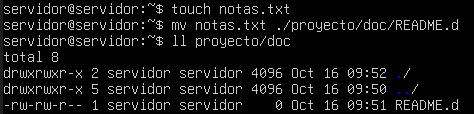 servidor@servidor:~$ touch notas.txt
servidor@servidor:~$ mv notas.txt ./proyecto/doc/README.d
servidor@servidor:~$ ll proyecto/doc
total 8
drwxrwxr-x 2 servidor servidor 4096 Oct 16 09:52 ./
drwxrwxr-x 5 servidor servidor 4096 Oct 16 09:50 ../
-rw-rw-r-- 1 servidor servidor    0 Oct 16 09:51 README.d